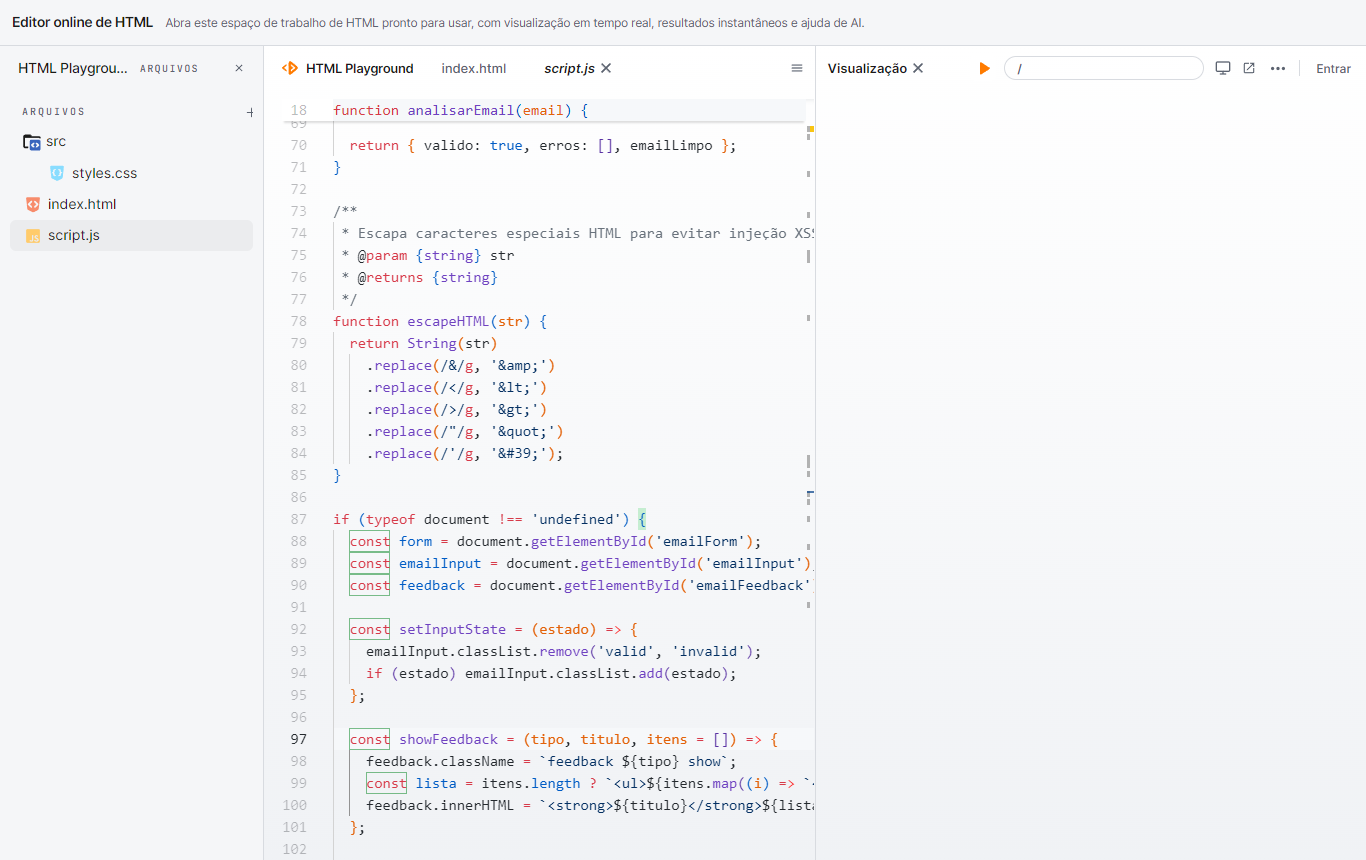 Editor online de HTML Abra este espaço de trabalho de HTML pronto para usar, com visualização em tempo real, resultados instantâneos e ajuda de AI.
HTML Playgrou... ARQUIVOS
ARQUIVOS
src
styles.css
index.html
script.js
HTML Playground index.html script.js
18 function analisarEmail(email) {
69
70 return { valido: true, erros: [], emailLimpo };
71 }
72
73 /**
74 * Escapa caracteres especiais HTML para evitar injeção XSS
75 * @param {string} str
76 * @returns {string}
77 */
78 function escapeHTML(str) {
79 return String(str)
80 .replace(/&/g, '&amp;')
81 .replace(/</g, '&lt;')
82 .replace(/>/g, '&gt;')
83 .replace(/"/g, '&quot;')
84 .replace(/'/g, '&#39;');
85 }
86
87 if (typeof document !== 'undefined') {
88 const form = document.getElementById('emailForm');
89 const emailInput = document.getElementById('emailInput')
90 const feedback = document.getElementById('emailFeedback'
91
92 const setInputState = (estado) => {
93 emailInput.classList.remove('valid', 'invalid');
94 if (estado) emailInput.classList.add(estado);
95 };
96
97 const showFeedback = (tipo, titulo, itens = []) => {
98 feedback.className = `feedback ${tipo} show`;
99 const lista = itens.length ? `<ul>${itens.map((i) => `
100 feedback.innerHTML = `<strong>${titulo}</strong>${lista
101 };
102
Visualização / Entrar